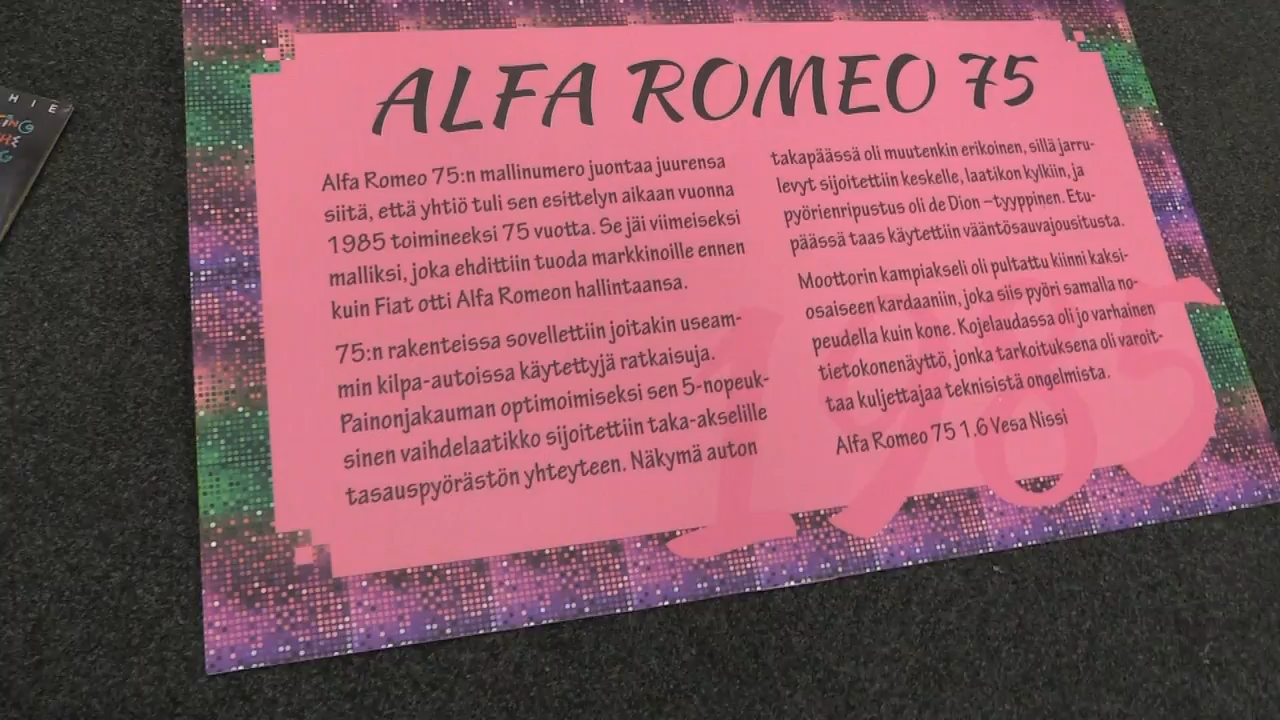 HIE
TING
THE
G
ALFA ROMEO 75
Alfa Romeo 75:n mallinumero juontaa juurensa
siitä, että yhtiö tuli sen esittelyn aikaan vuonna
1985 toimineeksi 75 vuotta. Se jäi viimeiseksi
malliksi, joka ehdittiin tuoda markkinoille ennen
kuin Fiat otti Alfa Romeon hallintaansa.
75:n rakenteissa sovellettiin joitakin useam-
min kilpa-autoissa käytettyjä ratkaisuja.
Painonjakauman optimoimiseksi sen 5-nopeuk-
sinen vaihdelaatikko sijoitettiin taka-akselille
tasauspyörästön yhteyteen. Näkymä auton
takapäässä oli muutenkin erikoinen, sillä jarru-
levyt sijoitettiin keskelle, laatikon kylkiin, ja
pyörienripustus oli de Dion –tyyppinen. Etu-
päässä taas käytettiin vääntösauvajousitusta.
Moottorin kampiakseli oli pultattu kiinni kaksi-
osaiseen kardaaniin, joka siis pyöri samalla no-
peudella kuin kone. Kojelaudassa oli jo varhainen
tietokonenäyttö, jonka tarkoituksena oli varoit-
taa kuljettajaa teknisistä ongelmista.
Alfa Romeo 75 1.6 Vesa Nissi
1985